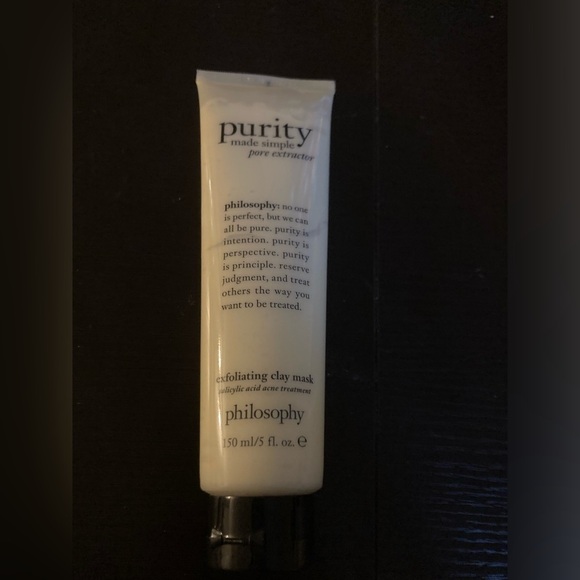 purity
made simple
pore extractor
philosophy: no one
is perfect, but we can
all be pure. purity is
intention. purity is
perspective. purity
is principle. reserve
judgment, and treat
others the way you
want to be treated.
exfoliating clay mask
salicylic acid acne treatment
philosophy
150 ml/5 fl. oz. ℮